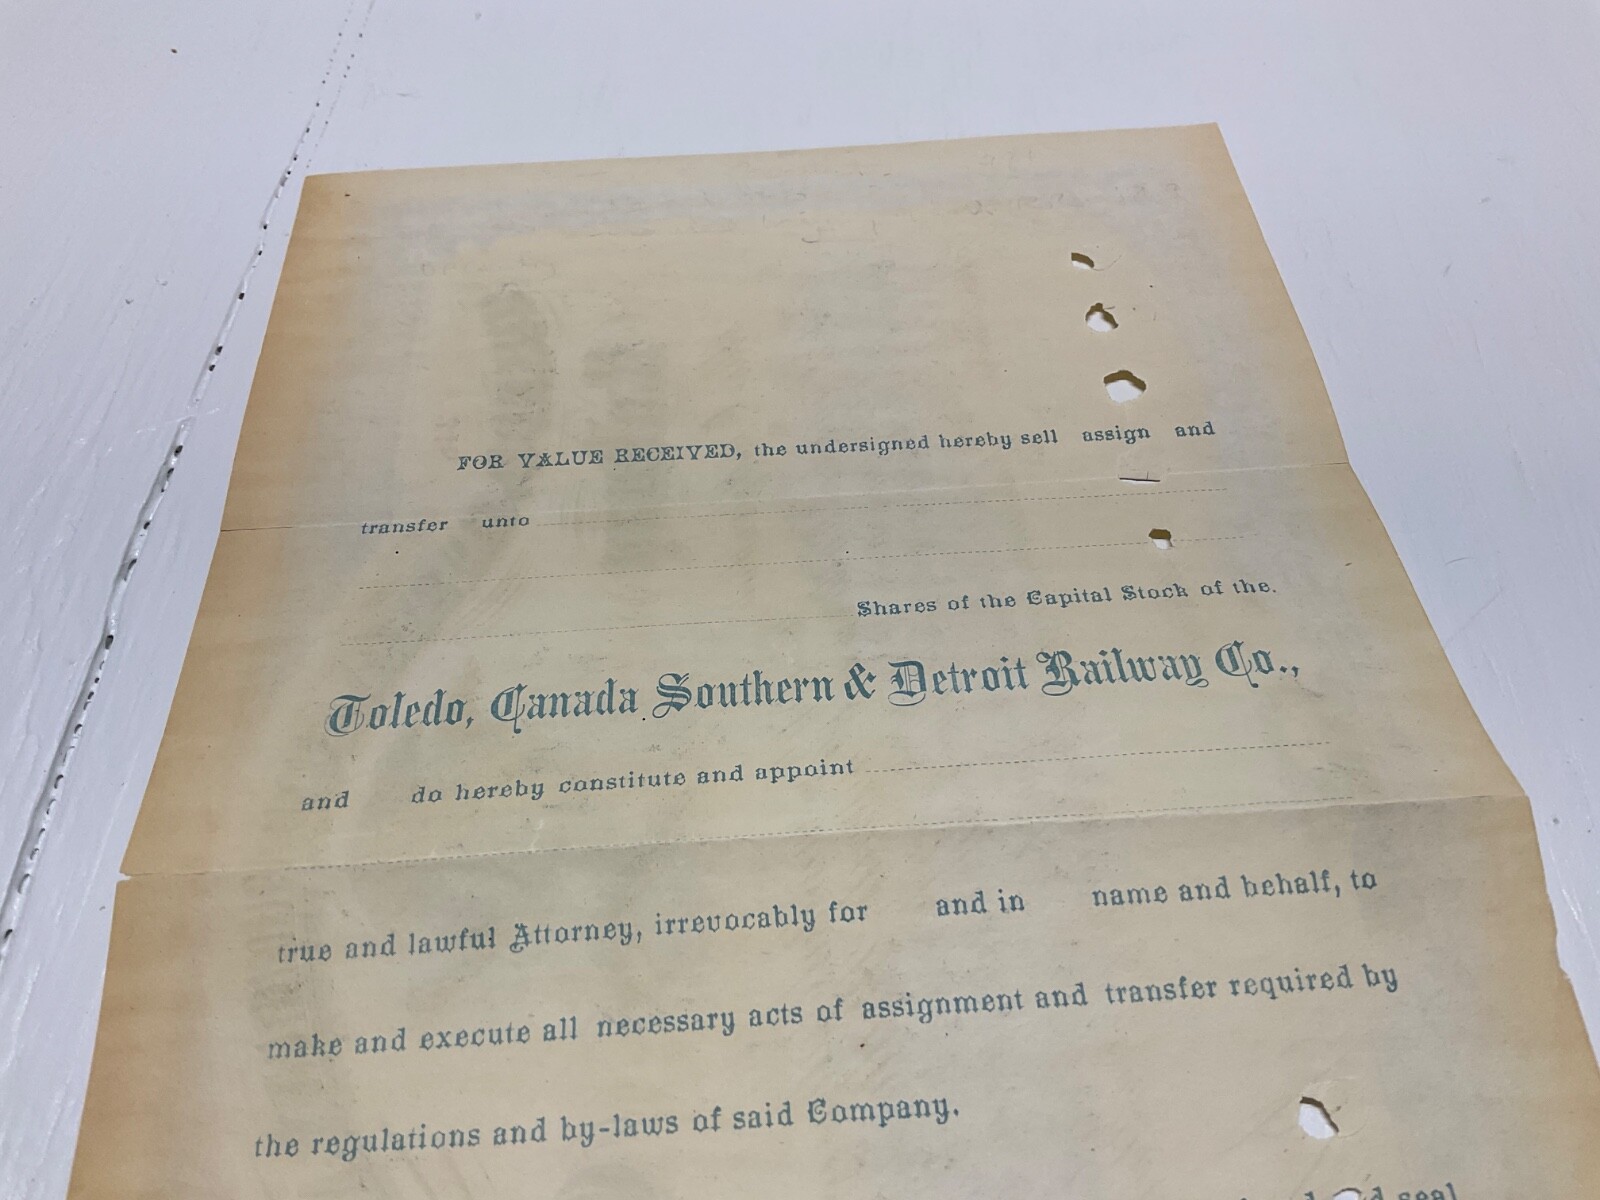 FOR VALUE RECEIVED, the undersigned hereby sell assign and
transfer unto
Shares of the Capital Stock of the.
Toledo, Canada Southern & Detroit Railway Co.,
and do hereby constitute and appoint
true and lawful Attorney, irrevocably for and in name and behalf, to
make and execute all necessary acts of assignment and transfer required by
the regulations and by-laws of said Company.
seal